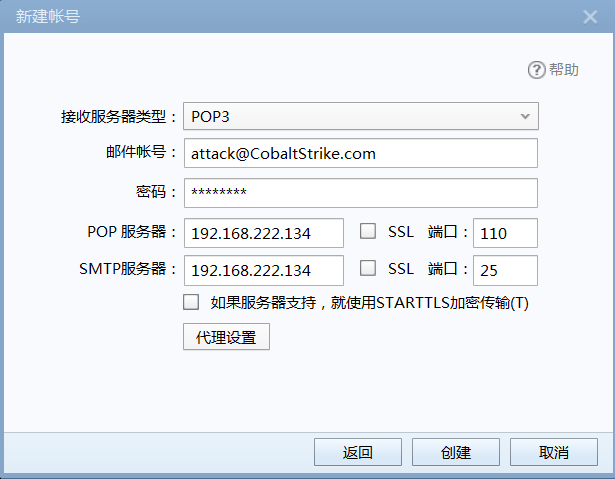 新建帐号
帮助
接收服务器类型： POP3
邮件帐号： attack@CobaltStrike.com
密码： ********
POP 服务器： 192.168.222.134 SSL 端口： 110
SMTP服务器： 192.168.222.134 SSL 端口： 25
如果服务器支持，就使用STARTTLS加密传输(T)
代理设置
返回 创建 取消